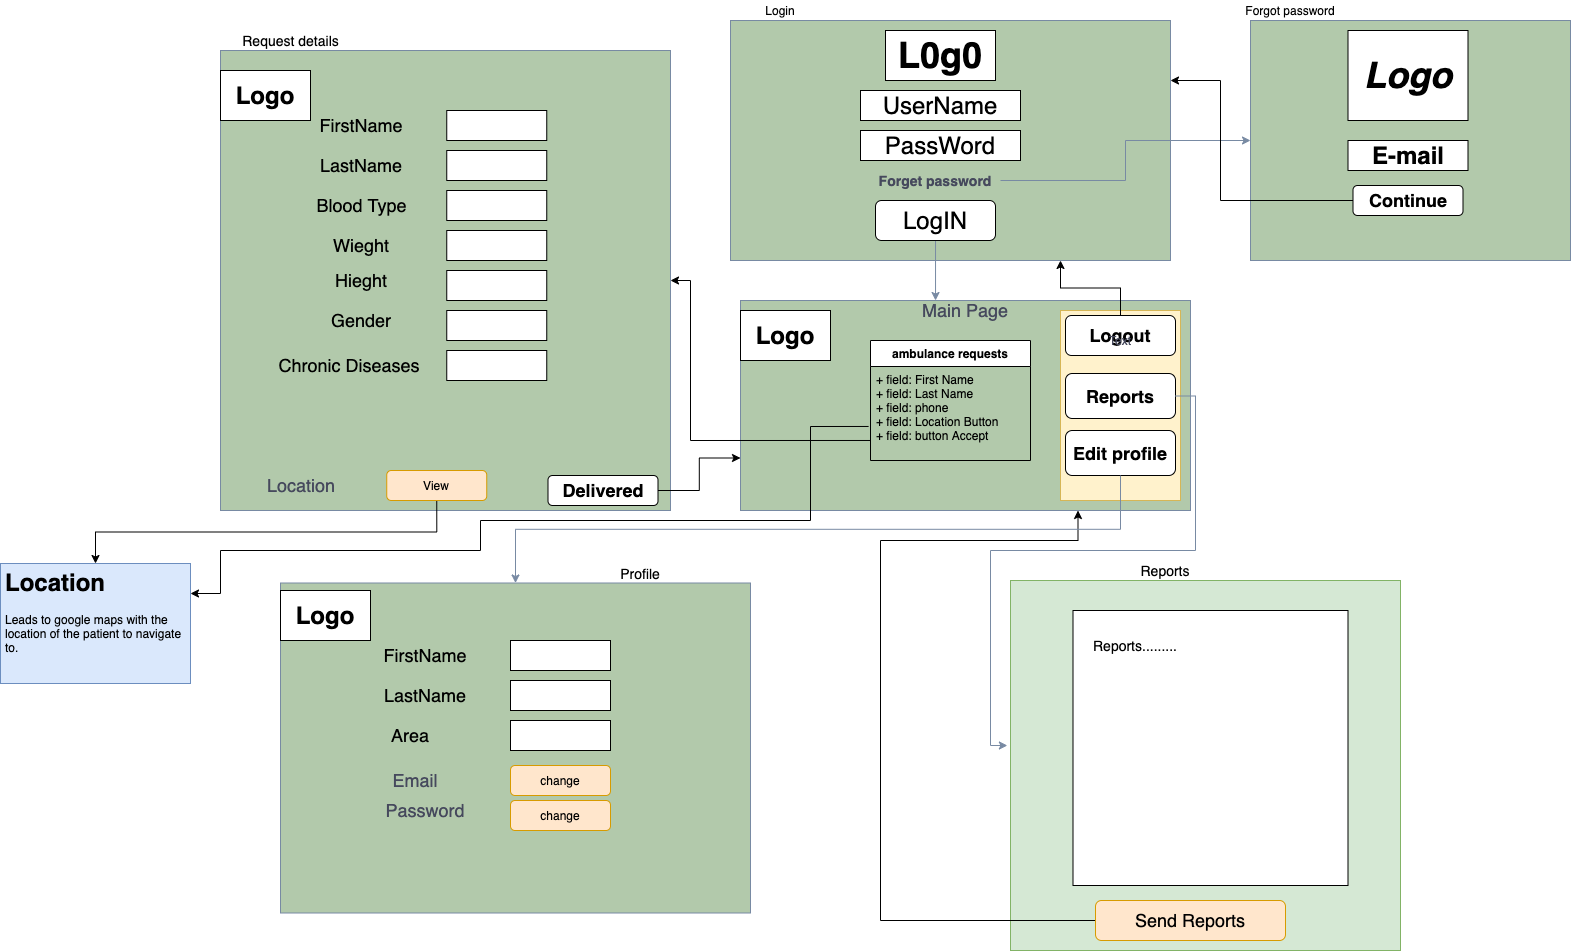 Request details
Logo
FirstName
LastName
Blood Type
Wieght
Hieght
Gender
Chronic Diseases
Location
View
Delivered
Login
L0g0
UserName
PassWord
Forget password
LogIN
Forgot password
Logo
E-mail
Continue
Main Page
Logo
ambulance requests
+ field: First Name
+ field: Last Name
+ field: phone
+ field: Location Button
+ field: button Accept
Logout
Text
Reports
Edit profile
Location
Leads to google maps with the
location of the patient to navigate
to.
Profile
Logo
FirstName
LastName
Area
Email
change
Password
change
Reports
Reports.........
Send Reports